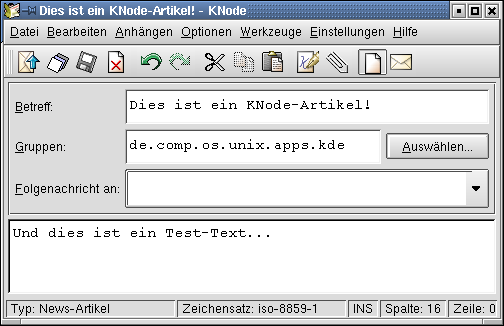 Dies ist ein KNode-Artikel! - KNode
Datei Bearbeiten Anhängen Optionen Werkzeuge Einstellungen Hilfe
Betreff: Dies ist ein KNode-Artikel!
Gruppen: de.comp.os.unix.apps.kde Auswählen...
Folgenachricht an:
Und dies ist ein Test-Text...
Typ: News-Artikel Zeichensatz: iso-8859-1 INS Spalte: 16 Zeile: 0